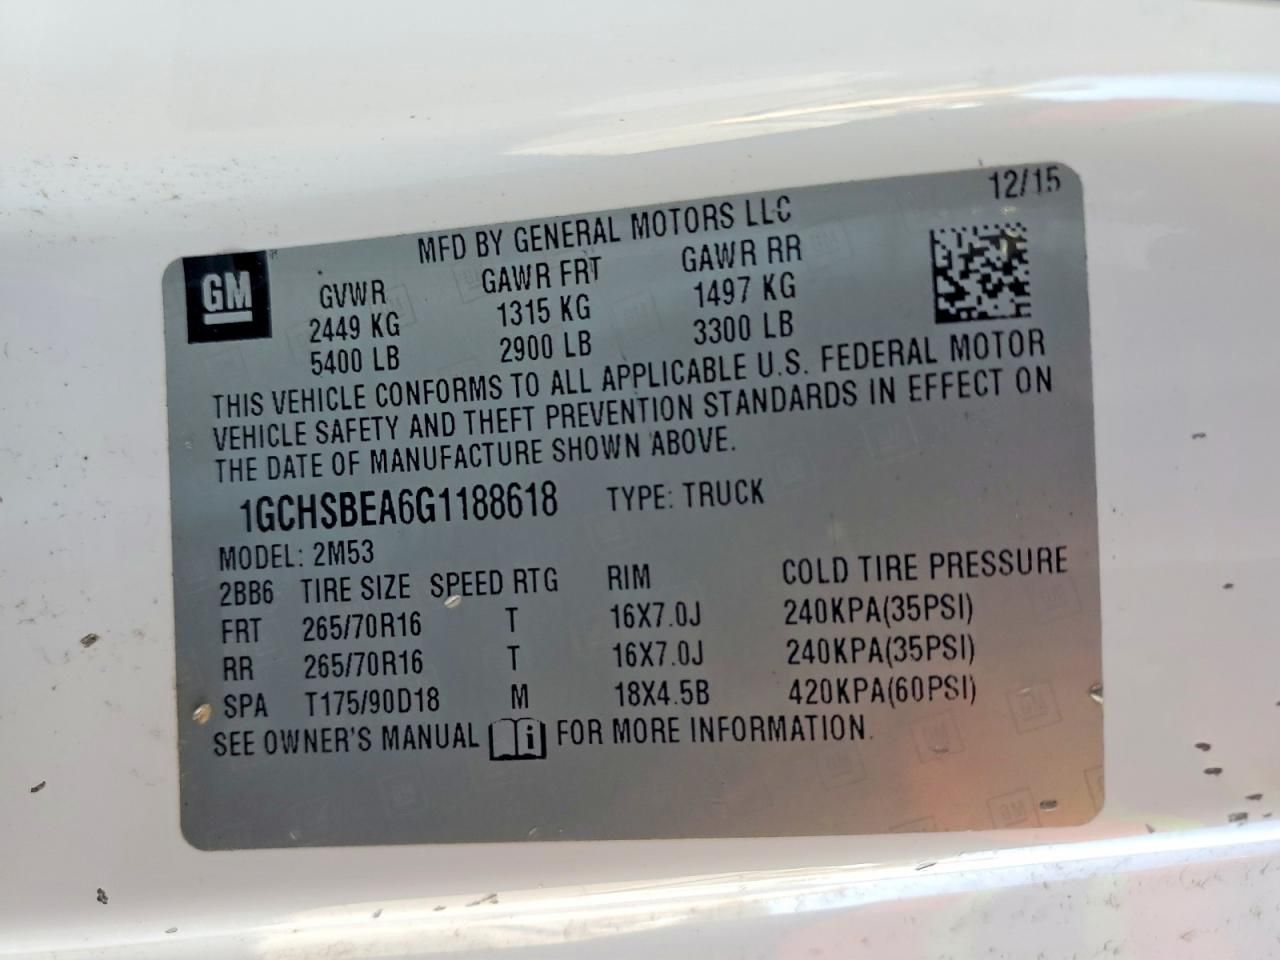 12/15
MFD BY GENERAL MOTORS LLC
GM
GVWR GAWR FRT GAWR RR
2449 KG 1315 KG 1497 KG
5400 LB 2900 LB 3300 LB
THIS VEHICLE CONFORMS TO ALL APPLICABLE U.S. FEDERAL MOTOR
VEHICLE SAFETY AND THEFT PREVENTION STANDARDS IN EFFECT ON
THE DATE OF MANUFACTURE SHOWN ABOVE.
1GCHSBEA6G1188618 TYPE: TRUCK
MODEL: 2M53
2BB6 TIRE SIZE SPEED RTG RIM COLD TIRE PRESSURE
FRT 265/70R16 T 16X7.0J 240KPA(35PSI)
RR 265/70R16 T 16X7.0J 240KPA(35PSI)
SPA T175/90D18 M 18X4.5B 420KPA(60PSI)
SEE OWNER'S MANUAL i FOR MORE INFORMATION.